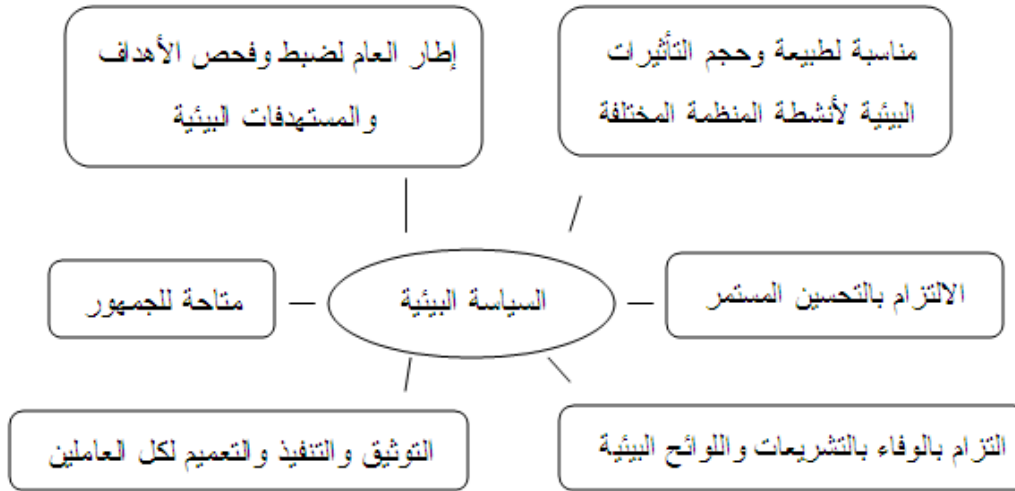 مناسبة لطبيعة وحجم التأثيرات
البيئية لأنشطة المنظمة المختلفة
إطار العام لضبط وفحص الأهداف
والمستهدفات البيئية
الالتزام بالتحسين المستمر
السياسة البيئية
متاحة للجمهور
التزام بالوفاء بالتشريعات واللوائح البيئية
التوثيق والتنفيذ والتعميم لكل العاملين